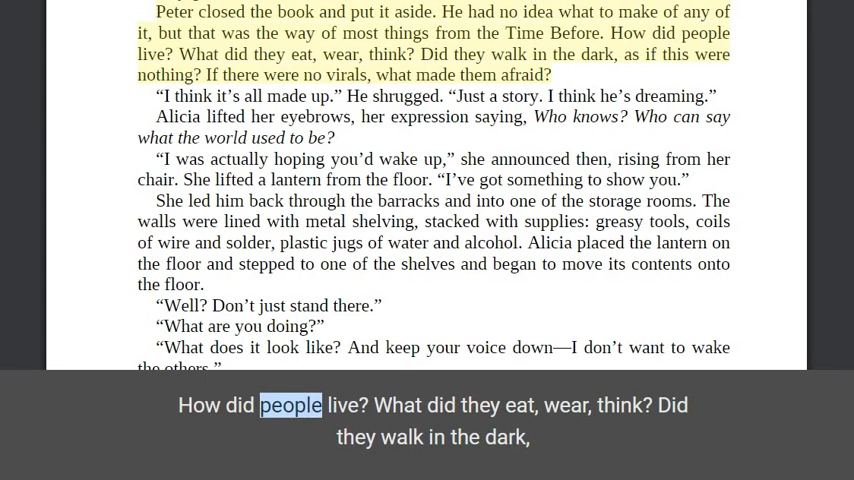 Peter closed the book and put it aside. He had no idea what to make of any of
it, but that was the way of most things from the Time Before. How did people
live? What did they eat, wear, think? Did they walk in the dark, as if this were
nothing? If there were no virals, what made them afraid?
“I think it’s all made up.” He shrugged. “Just a story. I think he’s dreaming.”
Alicia lifted her eyebrows, her expression saying, Who knows? Who can say
what the world used to be?
“I was actually hoping you’d wake up,” she announced then, rising from her
chair. She lifted a lantern from the floor. “I’ve got something to show you.”
She led him back through the barracks and into one of the storage rooms. The
walls were lined with metal shelving, stacked with supplies: greasy tools, coils
of wire and solder, plastic jugs of water and alcohol. Alicia placed the lantern on
the floor and stepped to one of the shelves and began to move its contents onto
the floor.
“Well? Don’t just stand there.”
“What are you doing?”
“What does it look like? And keep your voice down—I don’t want to wake
the others.”
How did people live? What did they eat, wear, think? Did
they walk in the dark,